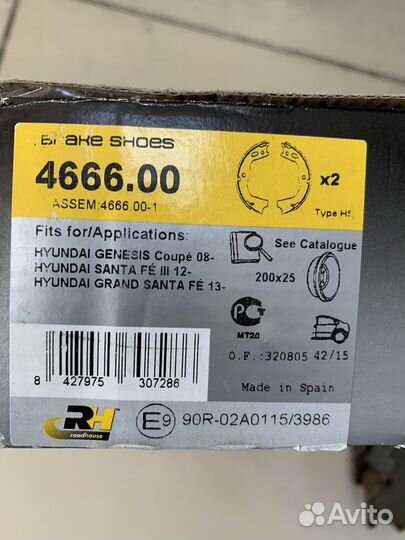 Brake shoes
4666.00
ASSEM:4666 00-1
x2
Type H5
Fits for/Applications:
HYUNDAI GENESIS Coupé 08-
HYUNDAI SANTA FÉ III 12-
HYUNDAI GRAND SANTA FÉ 13-
See Catalogue
200x25
PC
MT20
O.F.:320805 42/15
8 427975 307286
Made in Spain
RH
roadhouse
E9 90R-02A0115/3986
Avito